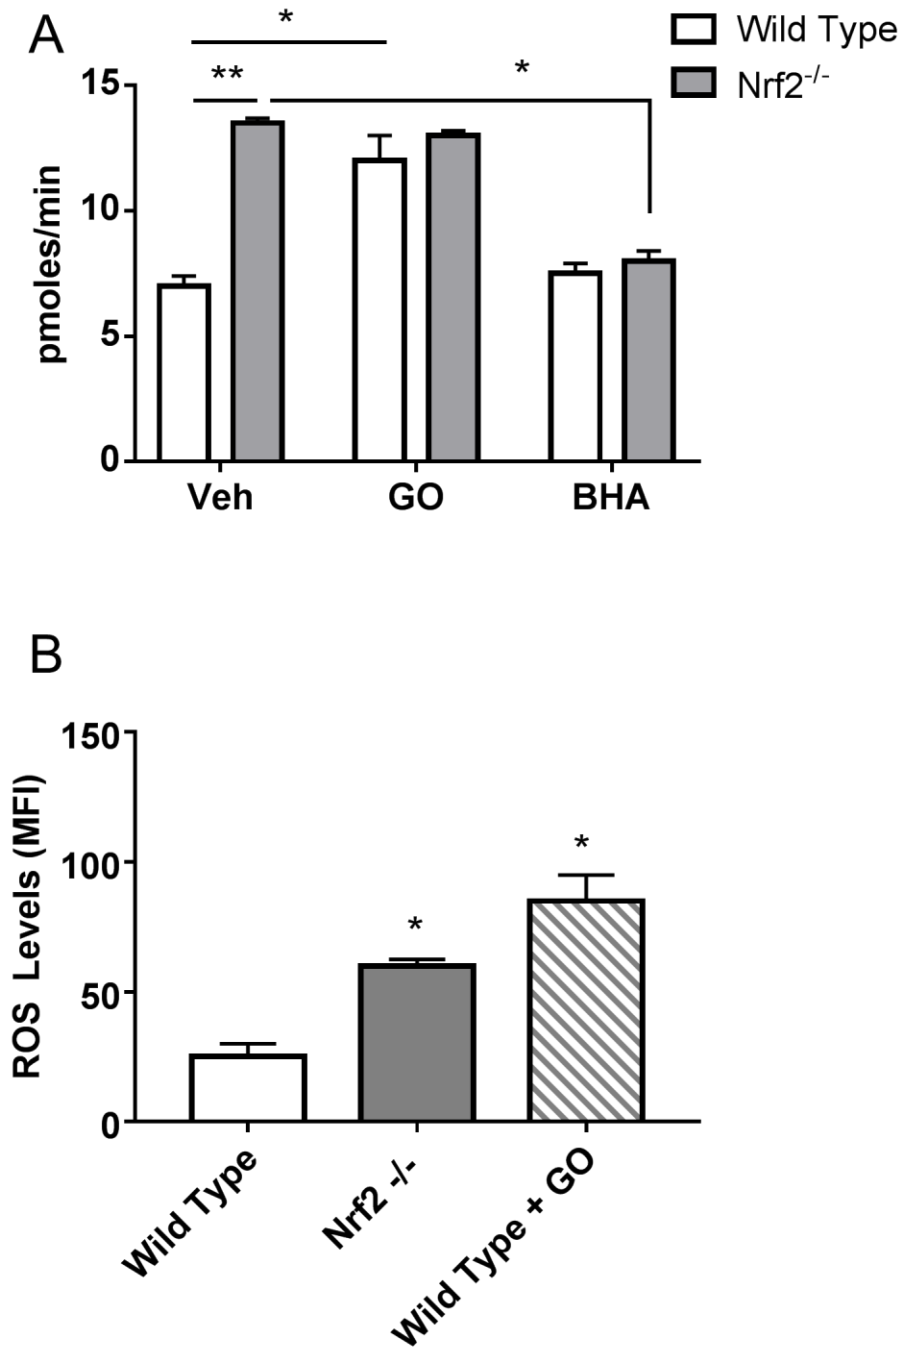 A
Wild Type
Nrf2-/-
*
**
*
15
10
5
0
pmoles/min
Veh
GO
BHA
B
150
100
50
0
ROS Levels (MFI)
*
*
Wild Type
Nrf2 -/-
Wild Type + GO